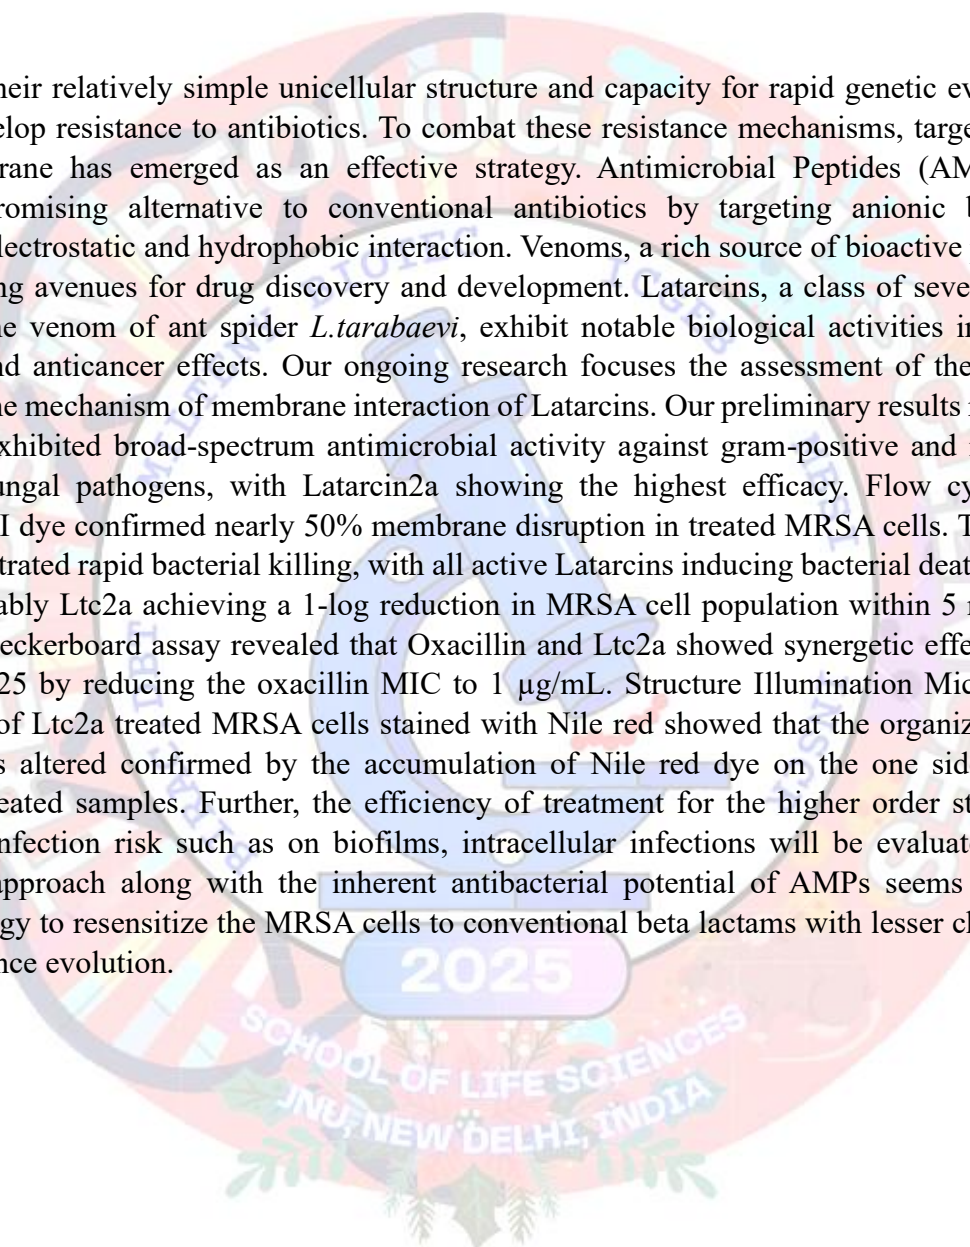 heir relatively simple unicellular structure and capacity for rapid genetic ev
elop resistance to antibiotics. To combat these resistance mechanisms, targe
rane has emerged as an effective strategy. Antimicrobial Peptides (AM
romising alternative to conventional antibiotics by targeting anionic b
lectrostatic and hydrophobic interaction. Venoms, a rich source of bioactive
ng avenues for drug discovery and development. Latarcins, a class of seve
ne venom of ant spider L.tarabaevi, exhibit notable biological activities in
nd anticancer effects. Our ongoing research focuses the assessment of the
ne mechanism of membrane interaction of Latarcins. Our preliminary results
xhibited broad-spectrum antimicrobial activity against gram-positive and
ungal pathogens, with Latarcin2a showing the highest efficacy. Flow cy
I dye confirmed nearly 50% membrane disruption in treated MRSA cells. T
trated rapid bacterial killing, with all active Latarcins inducing bacterial deat
ably Ltc2a achieving a 1-log reduction in MRSA cell population within 5
eckerboard assay revealed that Oxacillin and Ltc2a showed synergetic effe
25 by reducing the oxacillin MIC to 1 µg/mL. Structure Illumination Mic
of Ltc2a treated MRSA cells stained with Nile red showed that the organiz
s altered confirmed by the accumulation of Nile red dye on the one sid
eated samples. Further, the efficiency of treatment for the higher order st
nfection risk such as on biofilms, intracellular infections will be evaluat
approach along with the inherent antibacterial potential of AMPs seems
gy to resensitize the MRSA cells to conventional beta lactams with lesser cl
nce evolution.
2025
SCHOOL OF LIFE SCIENCES
JNU, NEW DELHI, INDIA